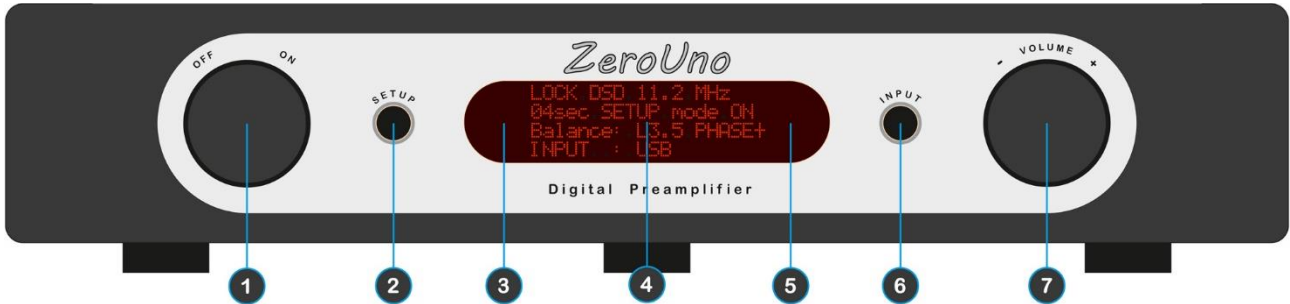 OFF ON
SETUP
ZeroUno
LOCK DSD 11.2 MHz
04sec SETUP mode ON
Balance: L3.5 PHASE+
INPUT : USB
Digital Preamplifier
INPUT
- VOLUME +
1 2 3 4 5 6 7